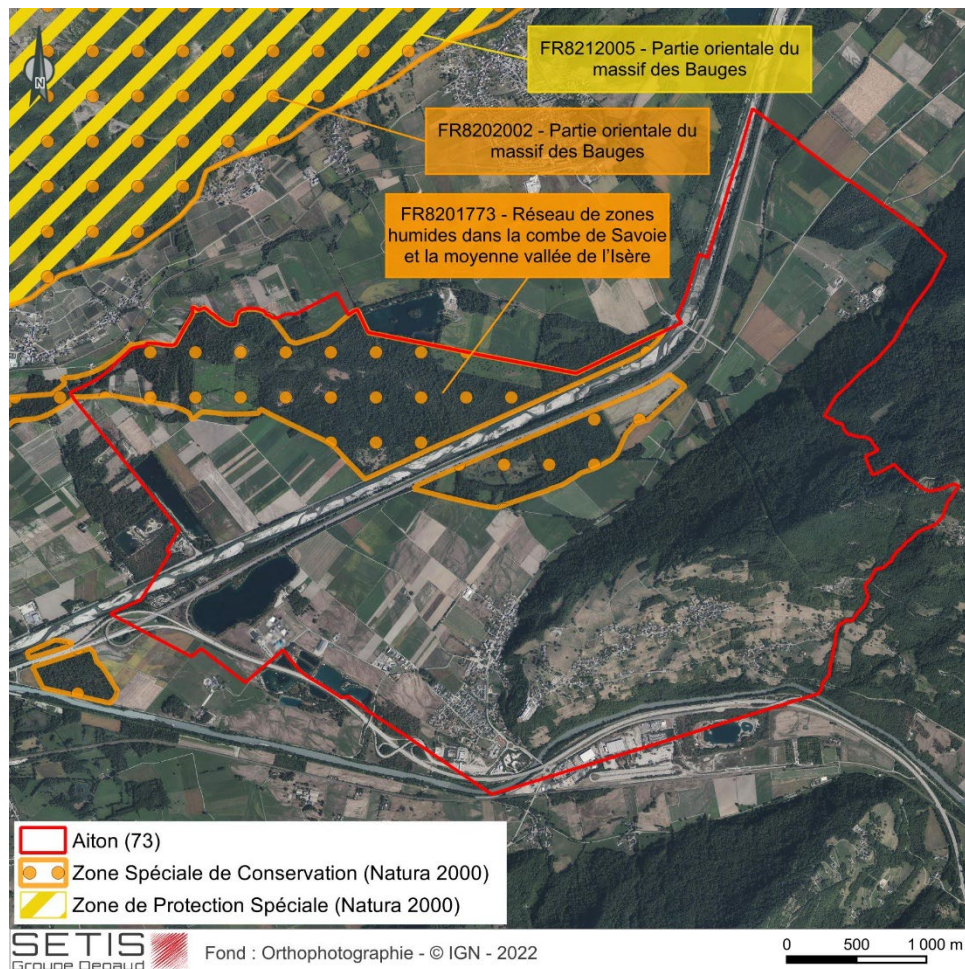 N
FR8212005 - Partie orientale du
massif des Bauges
FR8202002 - Partie orientale du
massif des Bauges
FR8201773 - Réseau de zones
humides dans la combe de Savoie
et la moyenne vallée de l'Isère
Aiton (73)
Zone Spéciale de Conservation (Natura 2000)
Zone de Protection Spéciale (Natura 2000)
SETIS
Groupe Degaud
Fond : Orthophotographie - © IGN - 2022
0 500 1 000 m